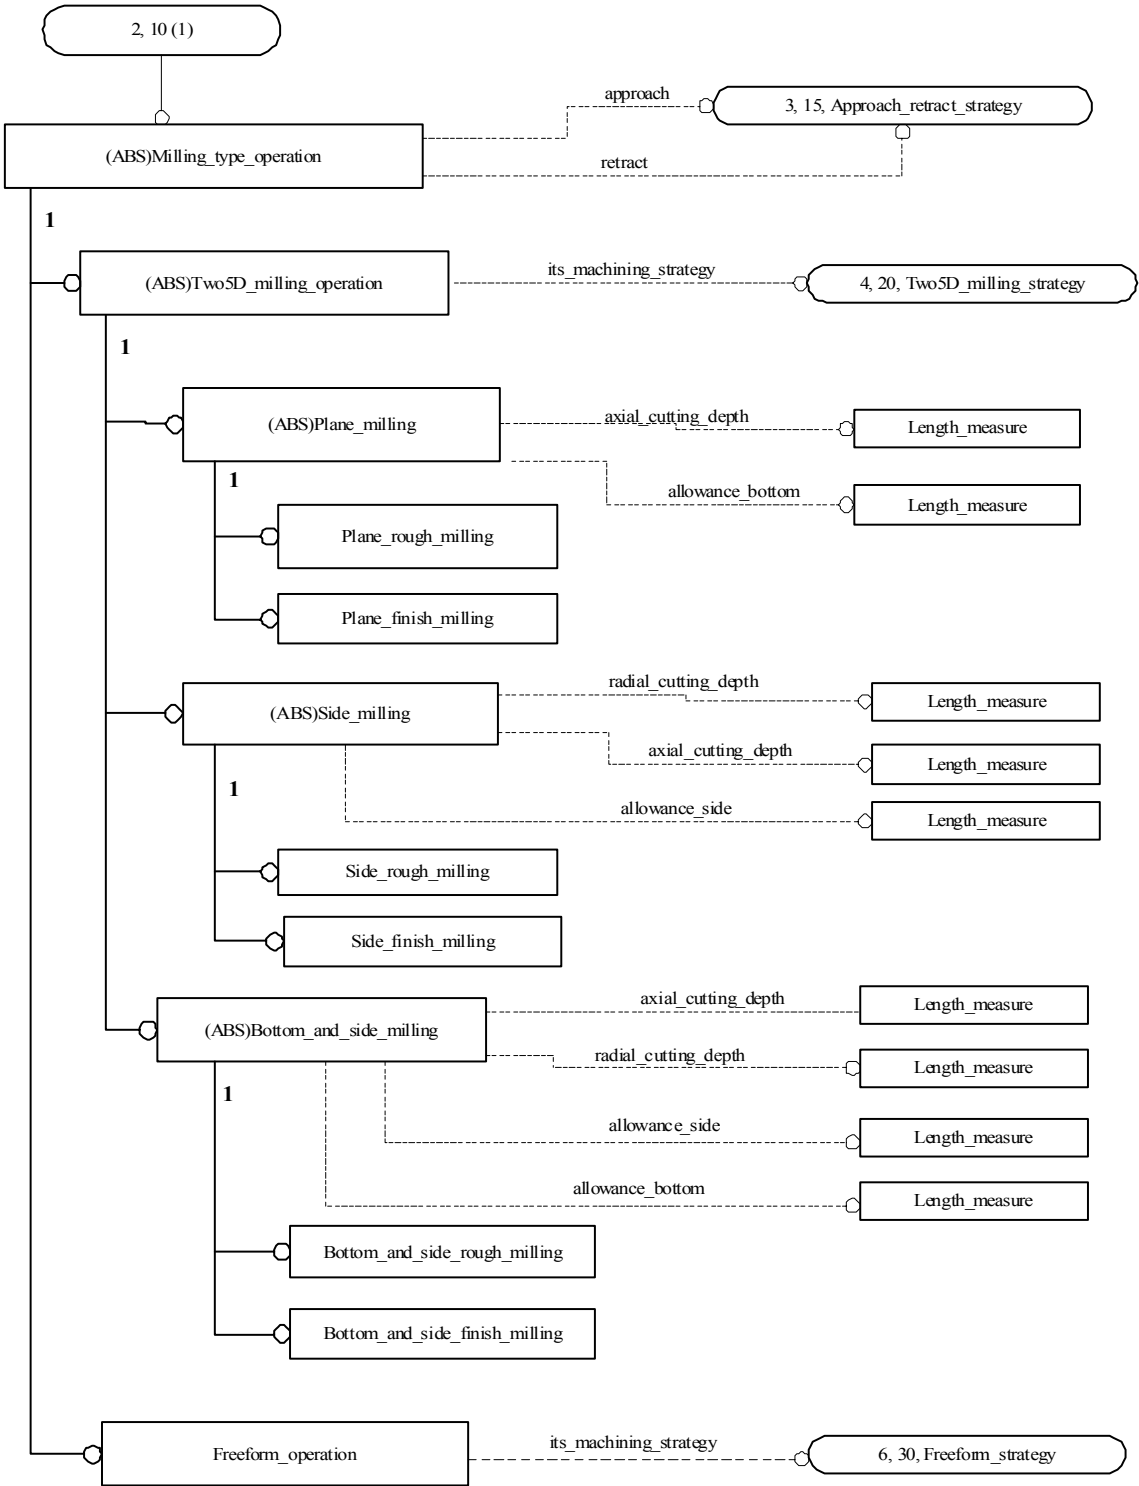 2, 10 (1)
approach
3, 15, Approach_retract_strategy
(ABS)Milling_type_operation
retract
1
(ABS)Two5D_milling_operation
its_machining_strategy
4, 20, Two5D_milling_strategy
1
(ABS)Plane_milling
axial_cutting_depth
Length_measure
1
allowance_bottom
Length_measure
Plane_rough_milling
Plane_finish_milling
(ABS)Side_milling
radial_cutting_depth
Length_measure
axial_cutting_depth
Length_measure
1
allowance_side
Length_measure
Side_rough_milling
Side_finish_milling
(ABS)Bottom_and_side_milling
axial_cutting_depth
Length_measure
radial_cutting_depth
Length_measure
1
allowance_side
Length_measure
allowance_bottom
Length_measure
Bottom_and_side_rough_milling
Bottom_and_side_finish_milling
Freeform_operation
its_machining_strategy
6, 30, Freeform_strategy